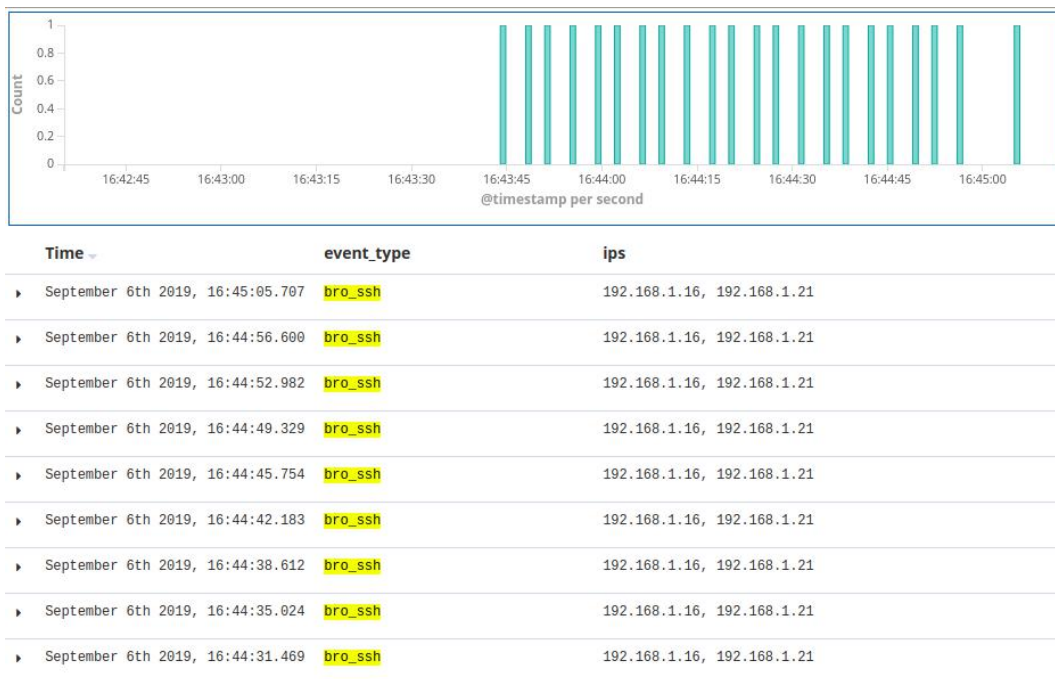 1
0.8
0.6
0.4
0.2
0
Count
16:42:45 16:43:00 16:43:15 16:43:30 16:43:45 16:44:00 16:44:15 16:44:30 16:44:45 16:45:00
@timestamp per second
Time event_type ips
September 6th 2019, 16:45:05.707 bro_ssh 192.168.1.16, 192.168.1.21
September 6th 2019, 16:44:56.600 bro_ssh 192.168.1.16, 192.168.1.21
September 6th 2019, 16:44:52.982 bro_ssh 192.168.1.16, 192.168.1.21
September 6th 2019, 16:44:49.329 bro_ssh 192.168.1.16, 192.168.1.21
September 6th 2019, 16:44:45.754 bro_ssh 192.168.1.16, 192.168.1.21
September 6th 2019, 16:44:42.183 bro_ssh 192.168.1.16, 192.168.1.21
September 6th 2019, 16:44:38.612 bro_ssh 192.168.1.16, 192.168.1.21
September 6th 2019, 16:44:35.024 bro_ssh 192.168.1.16, 192.168.1.21
September 6th 2019, 16:44:31.469 bro_ssh 192.168.1.16, 192.168.1.21